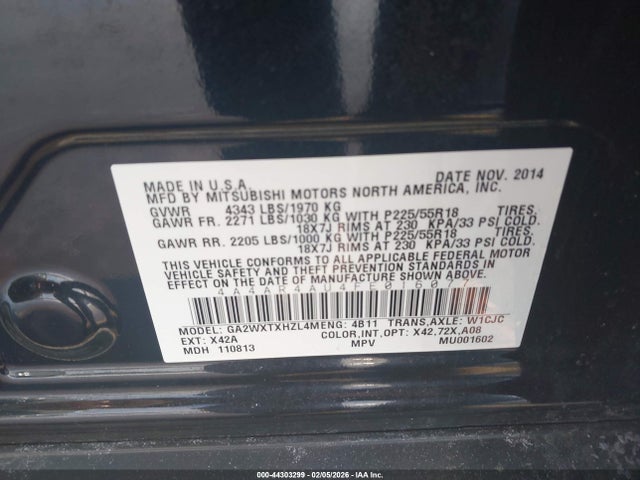 MADE IN U.S.A. DATE NOV. 2014
MFD BY MITSUBISHI MOTORS NORTH AMERICA, INC.
GVWR 4343 LBS/1970 KG
GAWR FR. 2271 LBS/1030 KG WITH P225/55R18 TIRES.
18X7J RIMS AT 230 KPA/33 PSI COLD.
GAWR RR. 2205 LBS/1000 KG WITH P225/55R18 TIRES.
18X7J RIMS AT 230 KPA/33 PSI COLD.
THIS VEHICLE CONFORMS TO ALL APPLICABLE FEDERAL MOTOR
VEHICLE SAFETY AND THEFT PREVENTION STANDARDS IN
EFFECT ON THE DATE OF MANUFACTURE SHOWN ABOVE.
MODEL: GA2WXTXHZL4M ENG: 4B11 TRANS,AXLE: W1CJC
EXT: X42A COLOR,INT,OPT: X42,72X,A08
MDH 110813 MPV MU001602
000-44303299 - 02/05/2026 - IAA Inc.